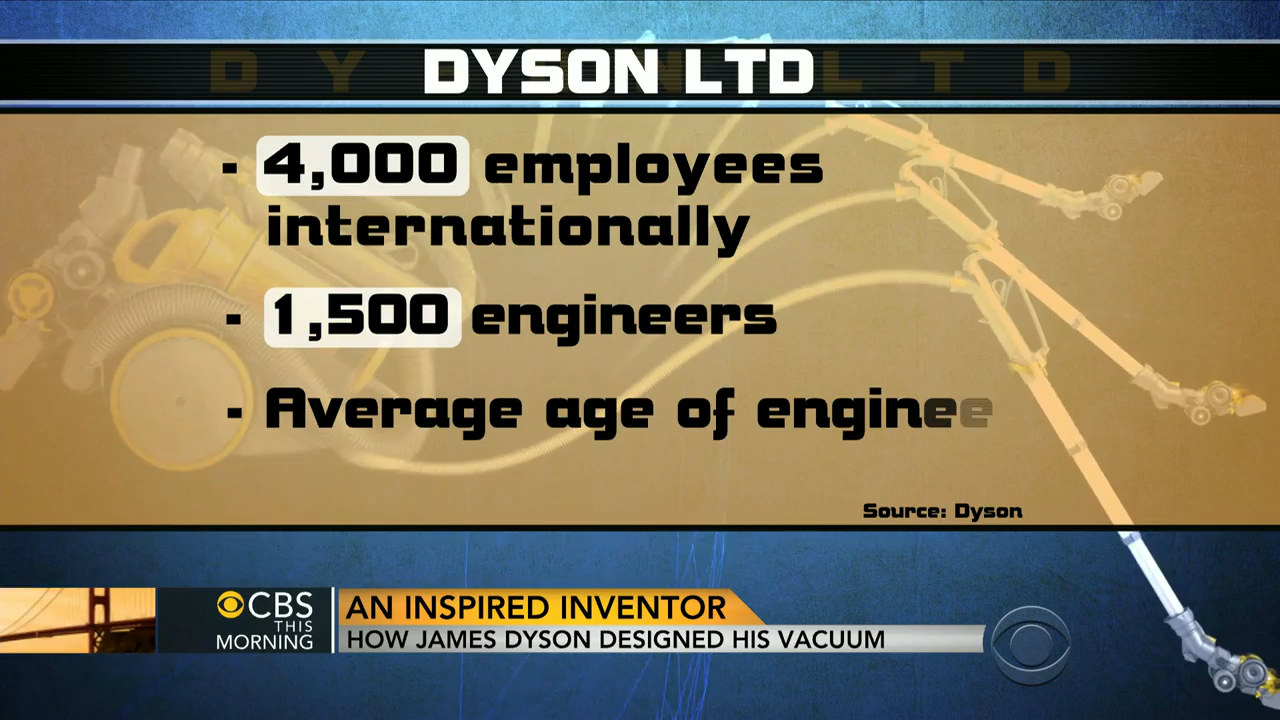 DYSON LTD
- 4,000 employees
internationally
- 1,500 engineers
- Average age of enginee
Source: Dyson
CBS
THIS
MORNING
AN INSPIRED INVENTOR
HOW JAMES DYSON DESIGNED HIS VACUUM